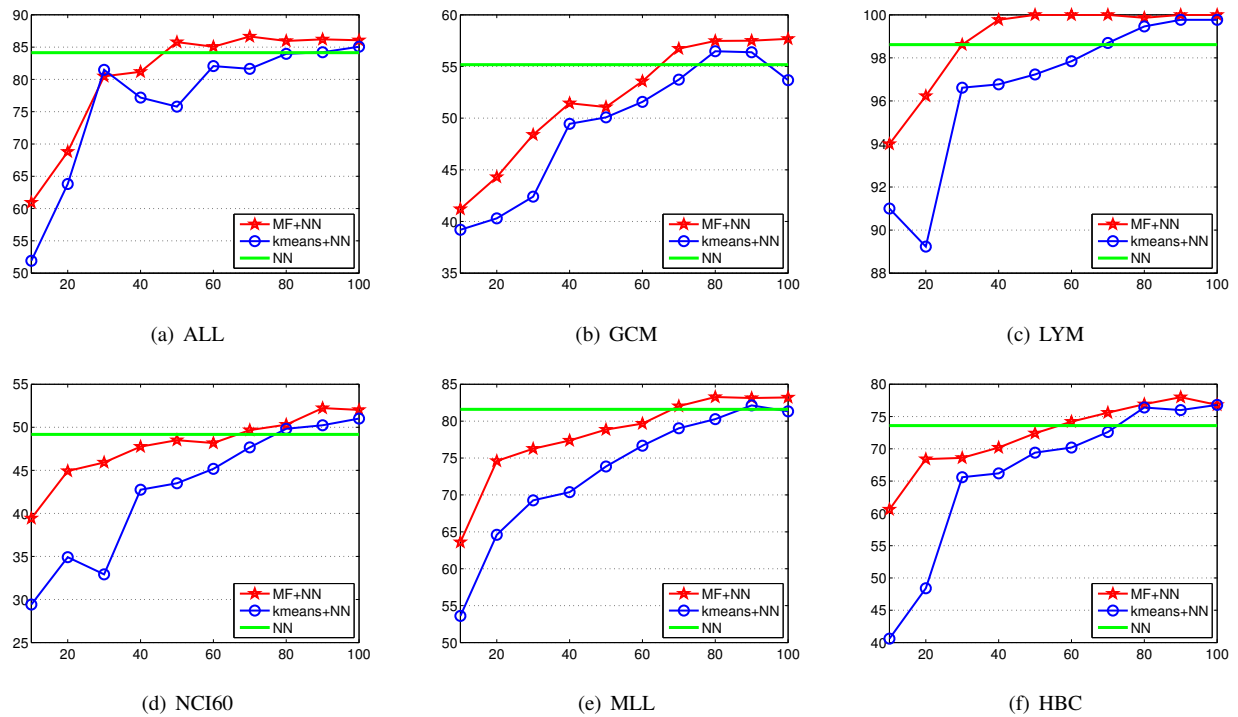 90
85
80
75
70
65
60
55
50
20 40 60 80 100
MF+NN
kmeans+NN
NN
(a) ALL
60
55
50
45
40
35
20 40 60 80 100
MF+NN
kmeans+NN
NN
(b) GCM
100
98
96
94
92
90
88
20 40 60 80 100
MF+NN
kmeans+NN
NN
(c) LYM
55
50
45
40
35
30
25
20 40 60 80 100
MF+NN
kmeans+NN
NN
(d) NCI60
85
80
75
70
65
60
55
50
20 40 60 80 100
MF+NN
kmeans+NN
NN
(e) MLL
80
75
70
65
60
55
50
45
40
20 40 60 80 100
MF+NN
kmeans+NN
NN
(f) HBC